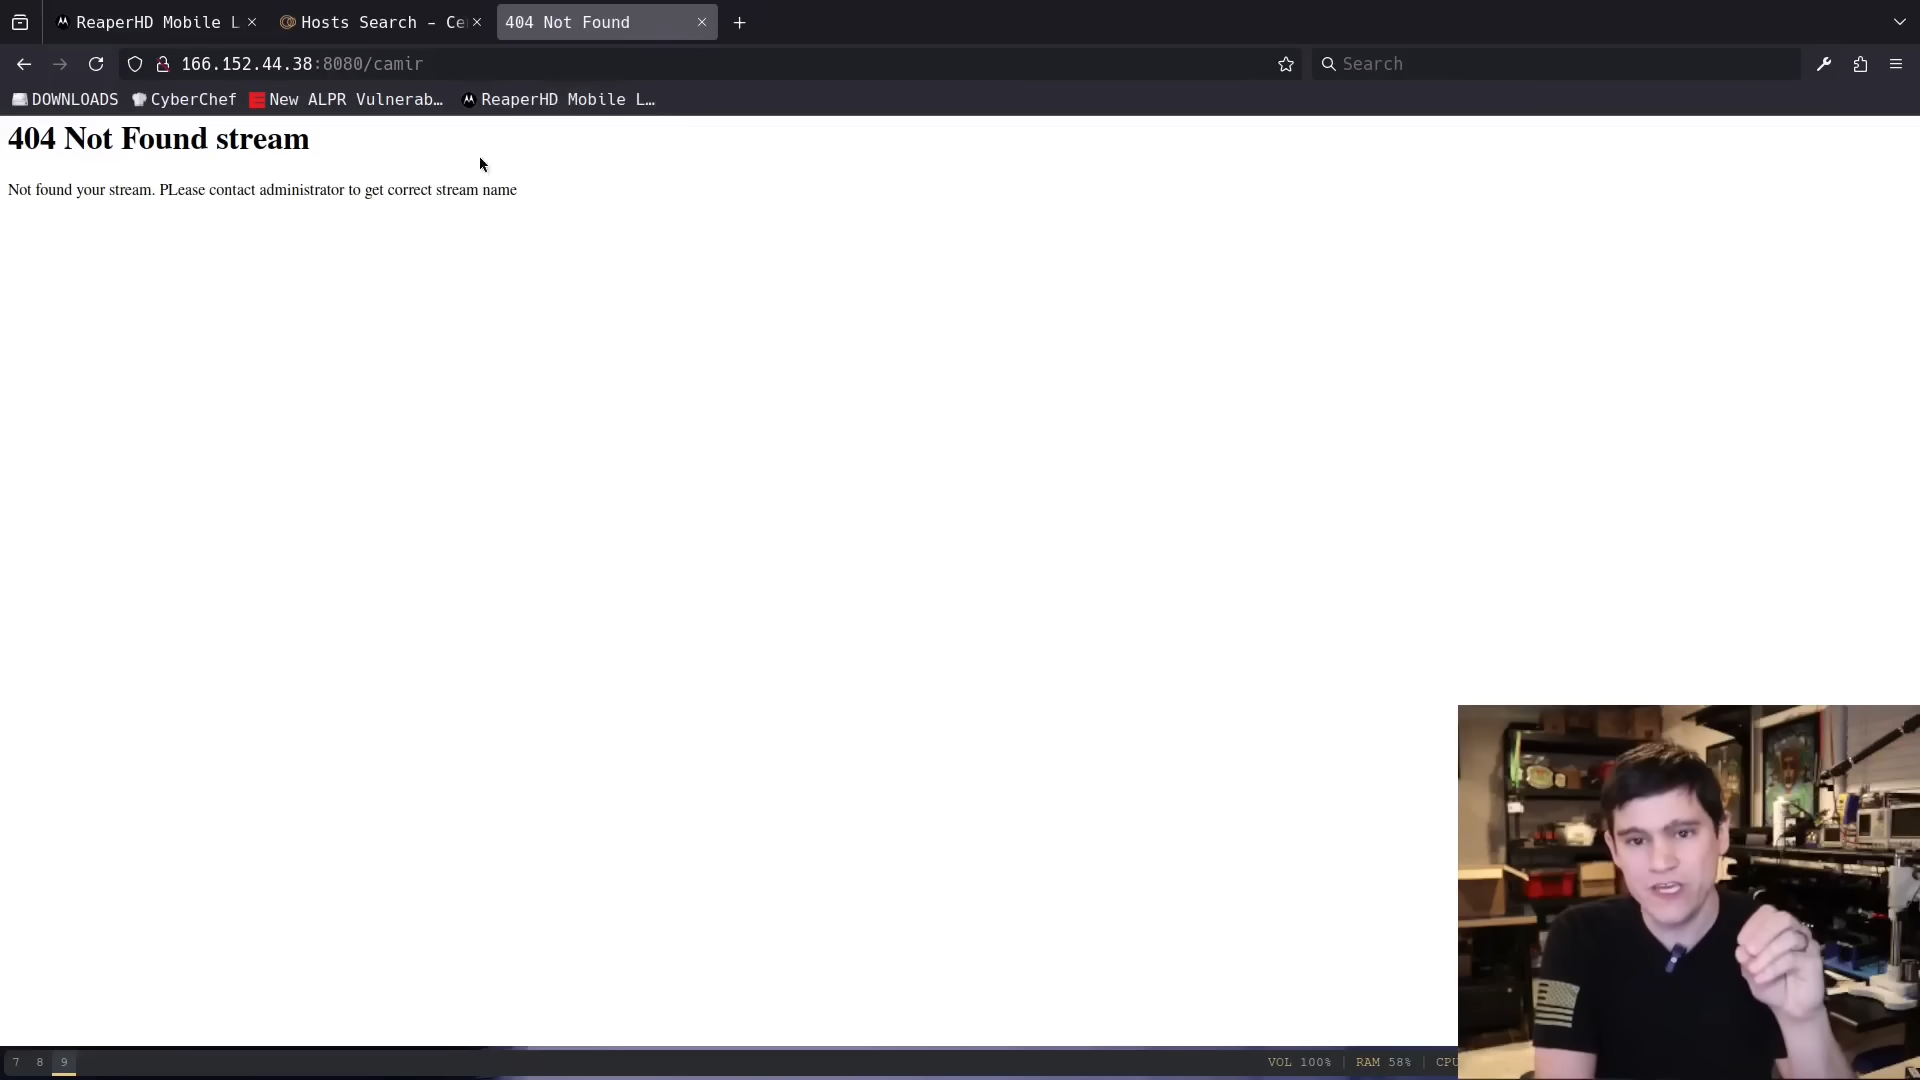 ReaperHD Mobile L
Hosts Search - Ce
404 Not Found
166.152.44.38:8080/camir
Search
DOWNLOADS
CyberChef
New ALPR Vulnerab…
ReaperHD Mobile L…
404 Not Found stream
Not found your stream. PLease contact administrator to get correct stream name
7 8 9
VOL 100% | RAM 58% | CPU